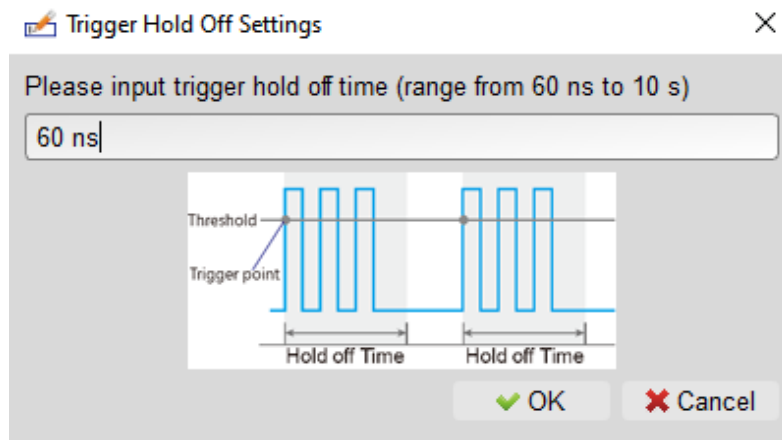 Trigger Hold Off Settings
Please input trigger hold off time (range from 60 ns to 10 s)
60 ns
Threshold
Trigger point
Hold off Time Hold off Time
OK Cancel